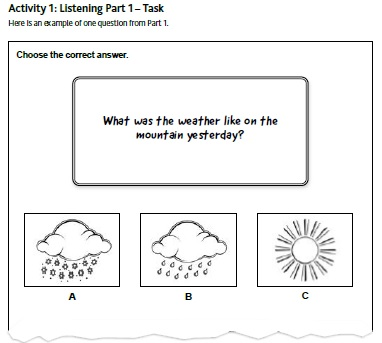 Activity 1: Listening Part 1 – Task
Here is an example of one question from Part 1.
Choose the correct answer.
What was the weather like on the
mountain yesterday?
A
B
C